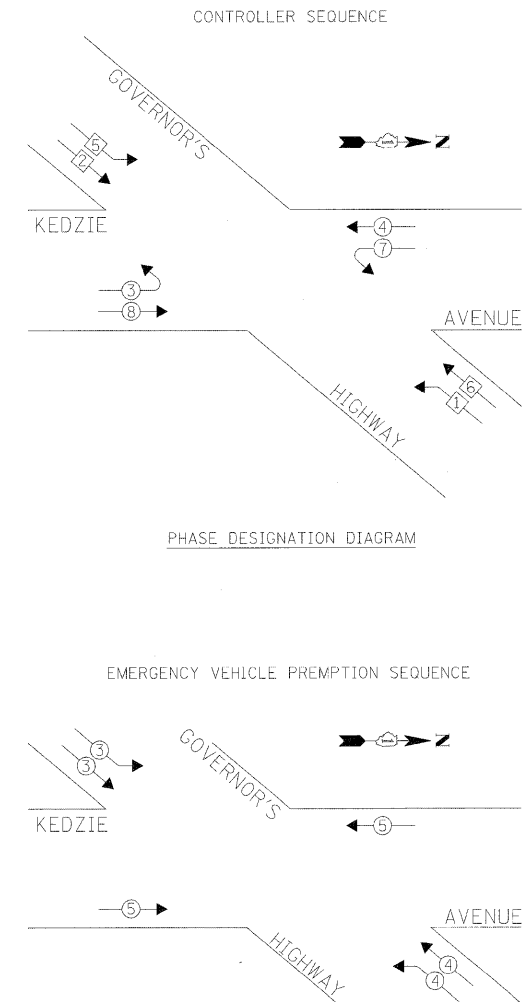 CONTROLLER SEQUENCE
GOVERNOR'S
5
2
N
KEDZIE
4
7
3
8
AVENUE
6
1
HIGHWAY
PHASE DESIGNATION DIAGRAM
EMERGENCY VEHICLE PREMPTION SEQUENCE
GOVERNOR'S
3
3
N
KEDZIE
5
5
AVENUE
4
4
HIGHWAY